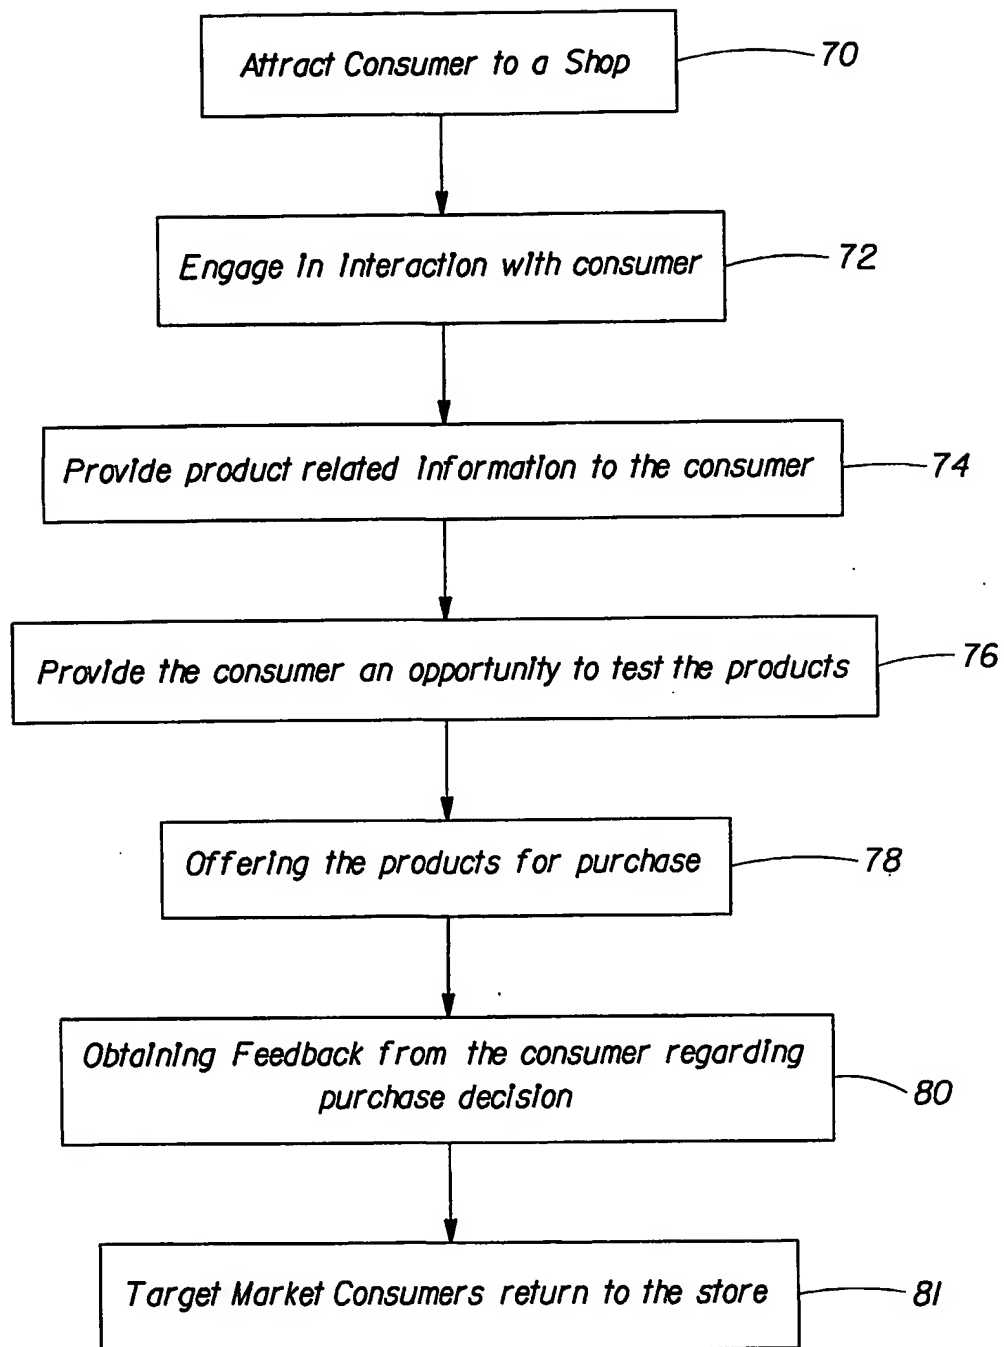 Attract Consumer to a Shop
70
Engage in interaction with consumer
72
Provide product related information to the consumer
74
Provide the consumer an opportunity to test the products
76
Offering the products for purchase
78
Obtaining Feedback from the consumer regarding
purchase decision
80
Target Market Consumers return to the store
81